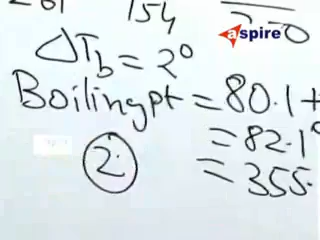 154
aspire
ΔTb = 2°
Boiling pt = 80.1 +
= 82.1°
2.
= 355.